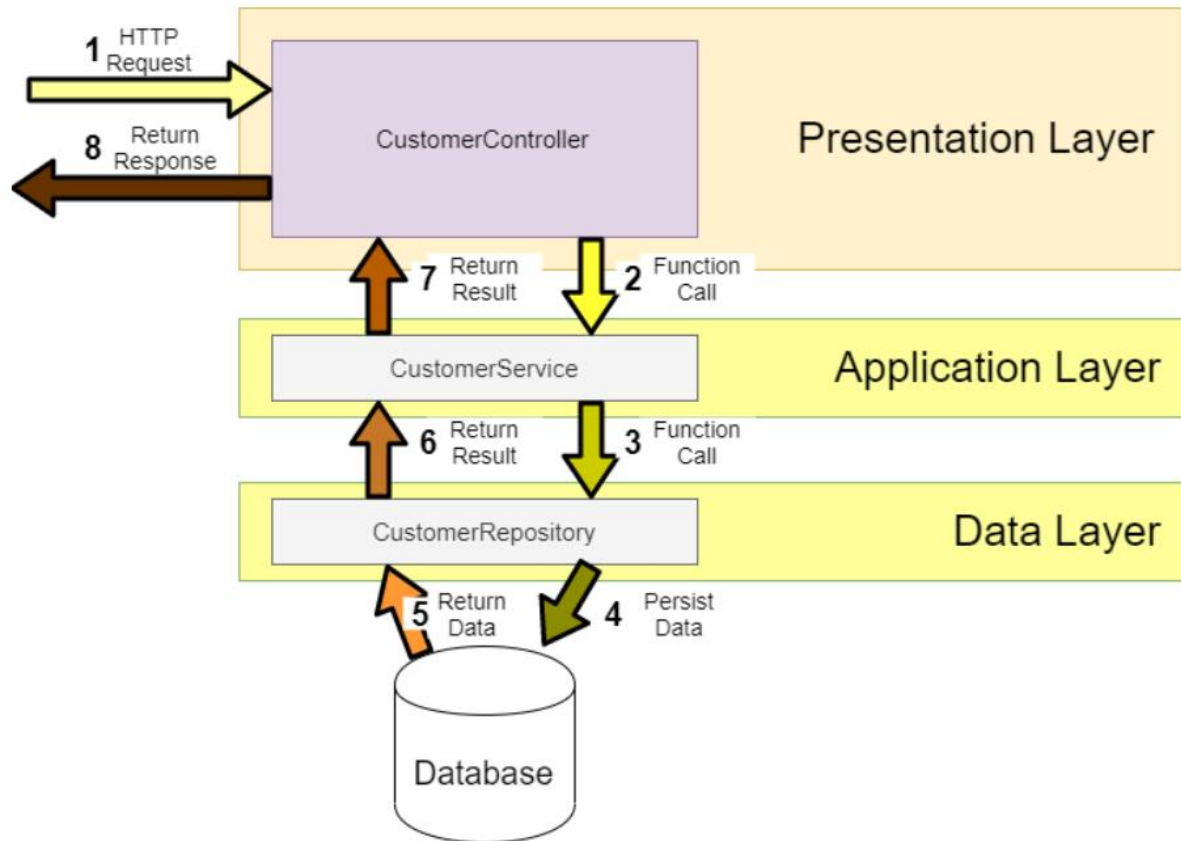 1 HTTP
Request
8 Return
Response
CustomerController
Presentation Layer
7 Return
Result
2 Function
Call
CustomerService
Application Layer
6 Return
Result
3 Function
Call
CustomerRepository
Data Layer
5 Return
Data
4 Persist
Data
Database